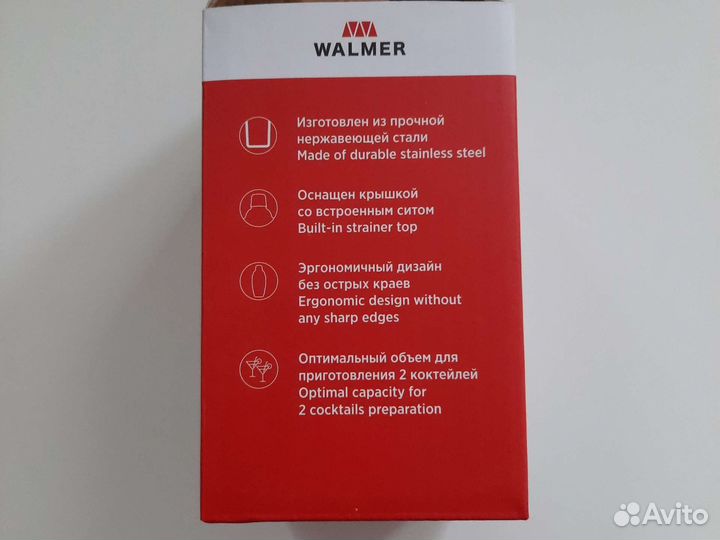 WALMER
Изготовлен из прочной
нержавеющей стали
Made of durable stainless steel
Оснащен крышкой
со встроенным ситом
Built-in strainer top
Эргономичный дизайн
без острых краев
Ergonomic design without
any sharp edges
Оптимальный объем для
приготовления 2 коктейлей
Optimal capacity for
2 cocktails preparation
Avito